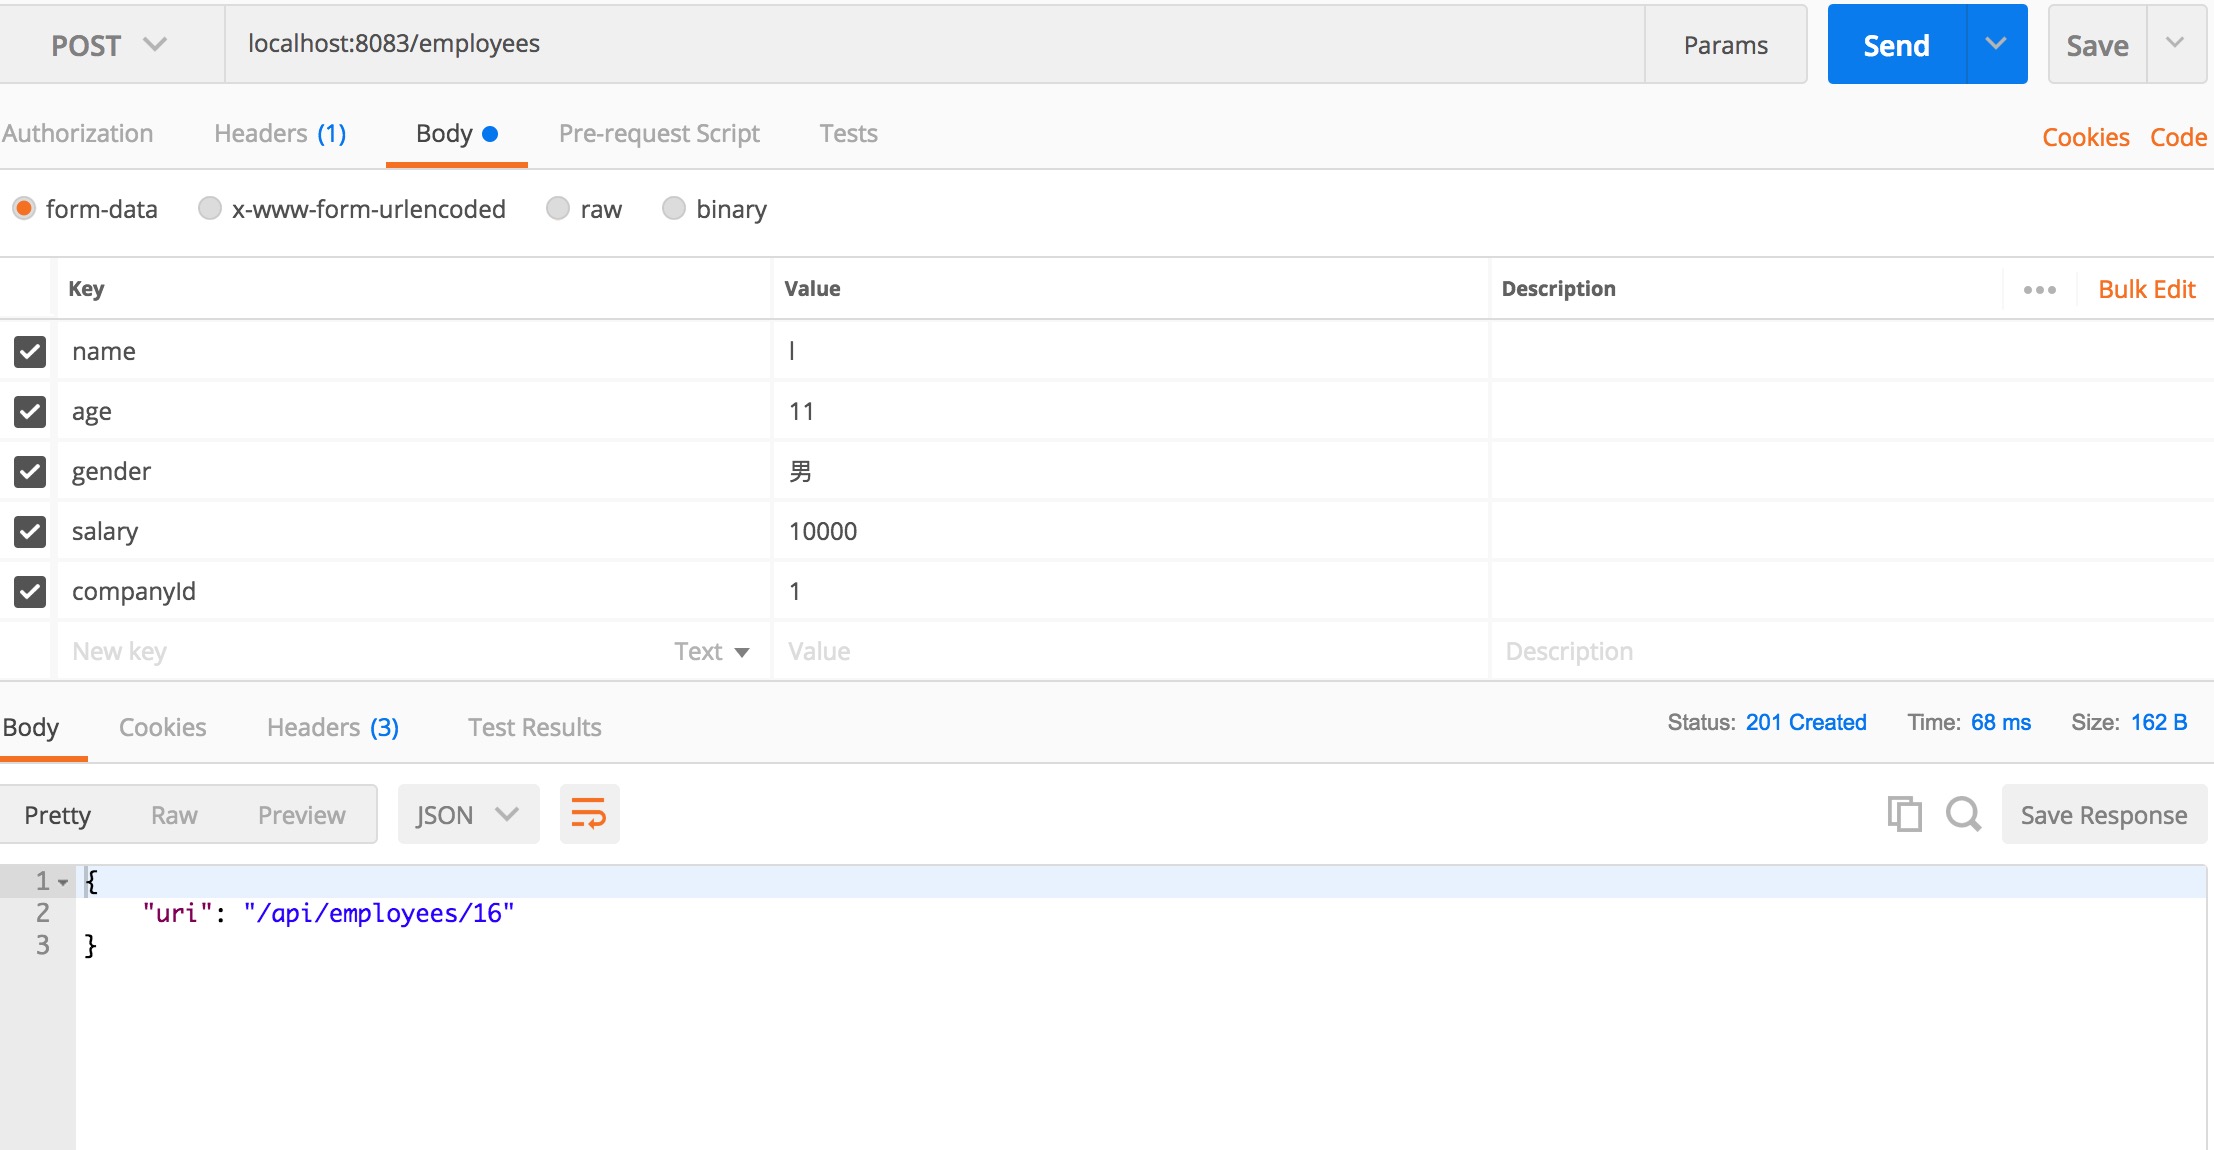 POST localhost:8083/employees Params Send Save
Authorization Headers (1) Body Pre-request Script Tests Cookies Code
form-data x-www-form-urlencoded raw binary
Key Value Description Bulk Edit
name l
age 11
gender 男
salary 10000
companyId 1
New key Text Value Description
Body Cookies Headers (3) Test Results Status: 201 Created Time: 68 ms Size: 162 B
Pretty Raw Preview JSON Save Response
1 {
2 "uri": "/api/employees/16"
3 }